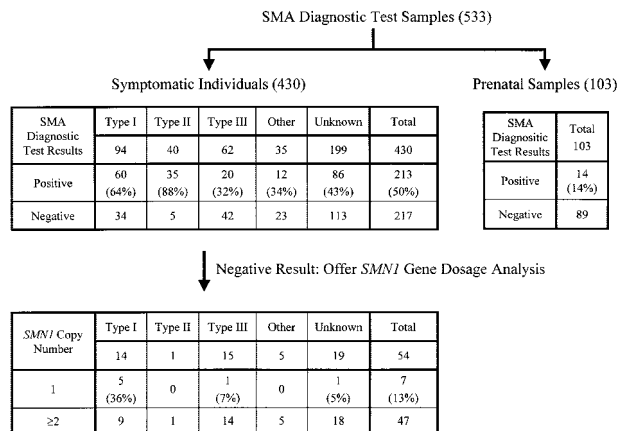 SMA Diagnostic Test Samples (533)
Symptomatic Individuals (430)
Prenatal Samples (103)
SMA Diagnostic Test Results Type I Type II Type III Other Unknown Total
94 40 62 35 199 430
Positive 60 (64%) 35 (88%) 20 (32%) 12 (34%) 86 (43%) 213 (50%)
Negative 34 5 42 23 113 217
SMA Diagnositic Test Results Total 103
Positive 14 (14%)
Negative 89
Negative Result: Offer SMN1 Gene Dosage Analysis
SMN1 Copy Number Type I Type II Type III Other Unknown Total
14 1 15 5 19 54
1 5 (36%) 0 1 (7%) 0 1 (5%) 7 (13%)
≥2 9 1 14 5 18 47